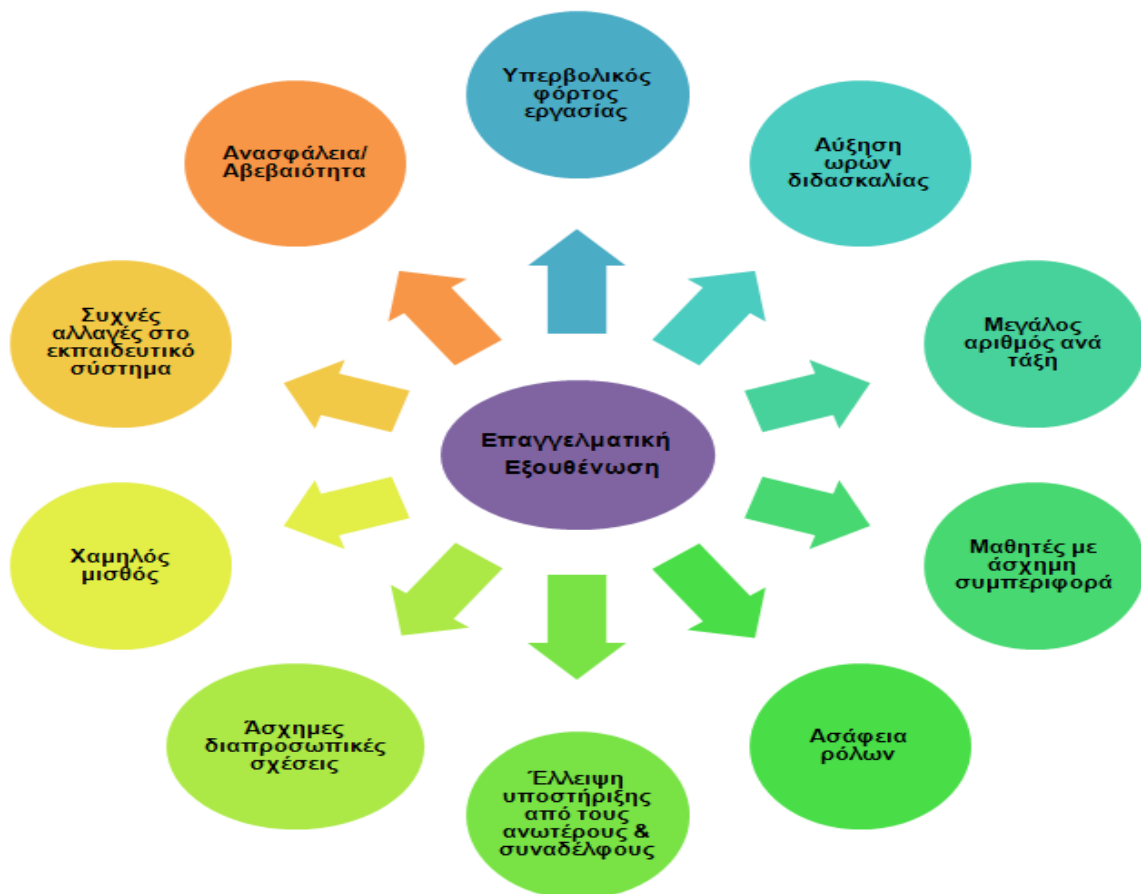 Υπερβολικός
φόρτος
εργασίας
Αύξηση
ωρών
διδασκαλίας
Μεγάλος
αριθμός ανά
τάξη
Μαθητές με
άσχημη
συμπεριφορά
Ασάφεια
ρόλων
Έλλειψη
υποστήριξης
από τους
ανωτέρους &
συναδέλφους
Άσχημες
διαπροσωπικές
σχέσεις
Χαμηλός
μισθός
Συχνές
αλλαγές στο
εκπαιδευτικό
σύστημα
Ανασφάλεια/
Αβεβαιότητα
Επαγγελματική
Εξουθένωση